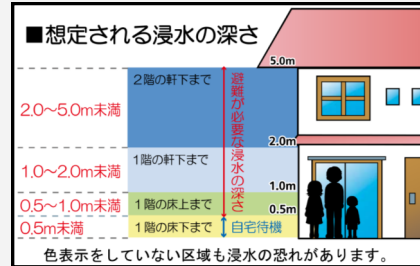 ■想定される浸水の深さ
5.0m
2階の軒下まで
2.0～5.0m未満
避難が必要な浸水の深さ
2.0m
1階の軒下まで
1.0～2.0m未満
1.0m
0.5～1.0m未満
1階の床上まで
0.5m
0.5m未満
1階の床下まで
自宅待機
色表示をしていない区域も浸水の恐れがあります。